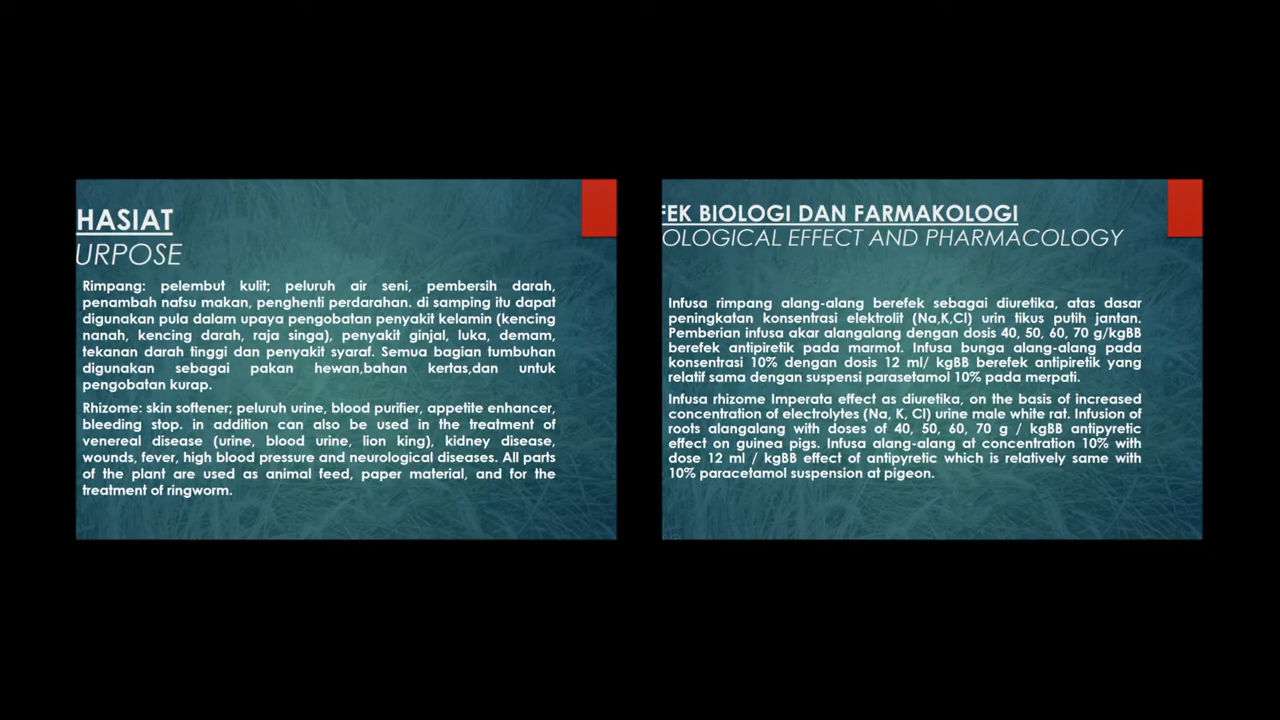 HASIAT
URPOSE
Rimpang: pelembut kulit; peluruh air seni, pembersih darah,
penambah nafsu makan, penghenti perdarahan. di samping itu dapat
digunakan pula dalam upaya pengobatan penyakit kelamin (kencing
nanah, kencing darah, raja singa), penyakit ginjal, luka, demam,
tekanan darah tinggi dan penyakit syaraf. Semua bagian tumbuhan
digunakan sebagai pakan hewan,bahan kertas,dan untuk
pengobatan kurap.
Rhizome: skin softener; peluruh urine, blood purifier, appetite enhancer,
bleeding stop. in addition can also be used in the treatment of
venereal disease (urine, blood urine, lion king), kidney disease,
wounds, fever, high blood pressure and neurological diseases. All parts
of the plant are used as animal feed, paper material, and for the
treatment of ringworm.
FEK BIOLOGI DAN FARMAKOLOGI
OLOGICAL EFFECT AND PHARMACOLOGY
Infusa rimpang alang-alang berefek sebagai diuretika, atas dasar
peningkatan konsentrasi elektrolit (Na,K,Cl) urin tikus putih jantan.
Pemberian infusa akar alangalang dengan dosis 40, 50, 60, 70 g/kgBB
berefek antipiretik pada marmot. Infusa bunga alang-alang pada
konsentrasi 10% dengan dosis 12 ml/ kgBB berefek antipiretik yang
relatif sama dengan suspensi parasetamol 10% pada merpati.
Infusa rhizome Imperata effect as diuretika, on the basis of increased
concentration of electrolytes (Na, K, Cl) urine male white rat. Infusion of
roots alangalang with doses of 40, 50, 60, 70 g / kgBB antipyretic
effect on guinea pigs. Infusa alang-alang at concentration 10% with
dose 12 ml / kgBB effect of antipyretic which is relatively same with
10% paracetamol suspension at pigeon.